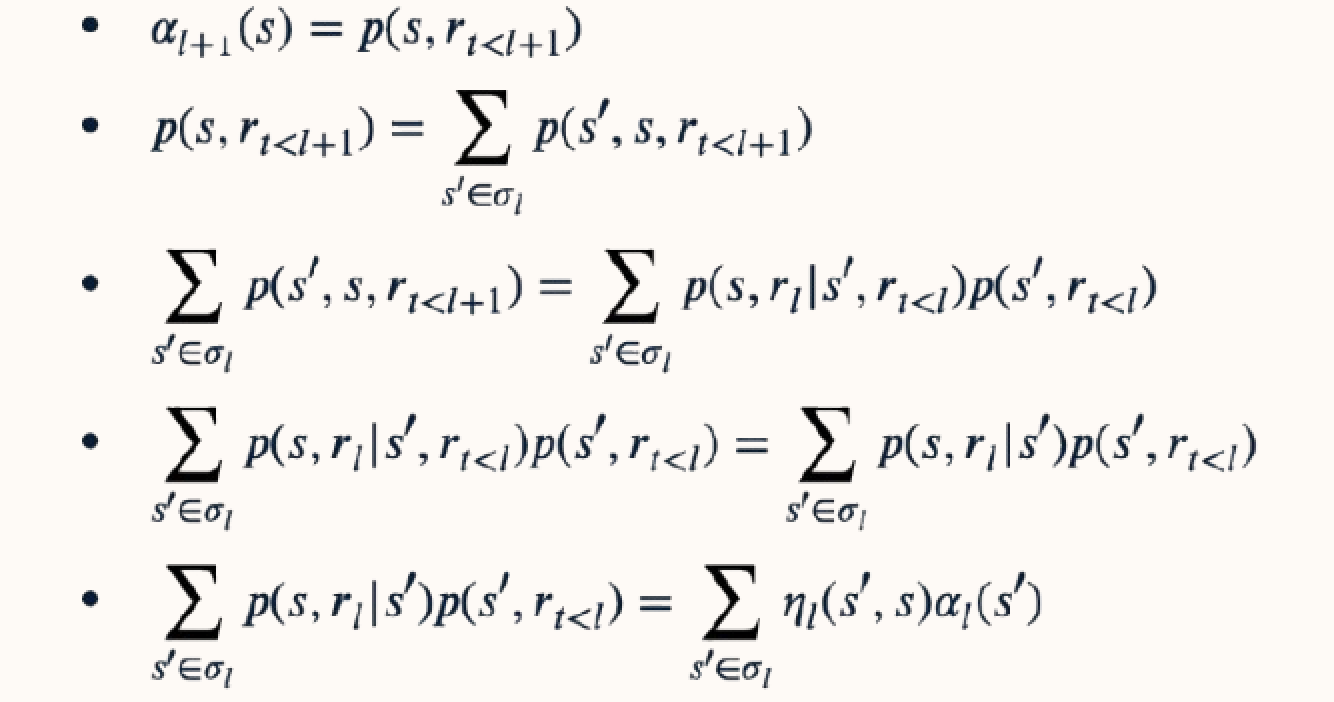 • α_{l+1}(s) = p(s, r_{t<l+1})
• p(s, r_{t<l+1}) = ∑_{s′∈σ_l} p(s′, s, r_{t<l+1})
• ∑_{s′∈σ_l} p(s′, s, r_{t<l+1}) = ∑_{s′∈σ_l} p(s, r_l|s′, r_{t<l})p(s′, r_{t<l})
• ∑_{s′∈σ_l} p(s, r_l|s′, r_{t<l})p(s′, r_{t<l}) = ∑_{s′∈σ_l} p(s, r_l|s′)p(s′, r_{t<l})
• ∑_{s′∈σ_l} p(s, r_l|s′)p(s′, r_{t<l}) = ∑_{s′∈σ_l} η_l(s′, s)α_l(s′)